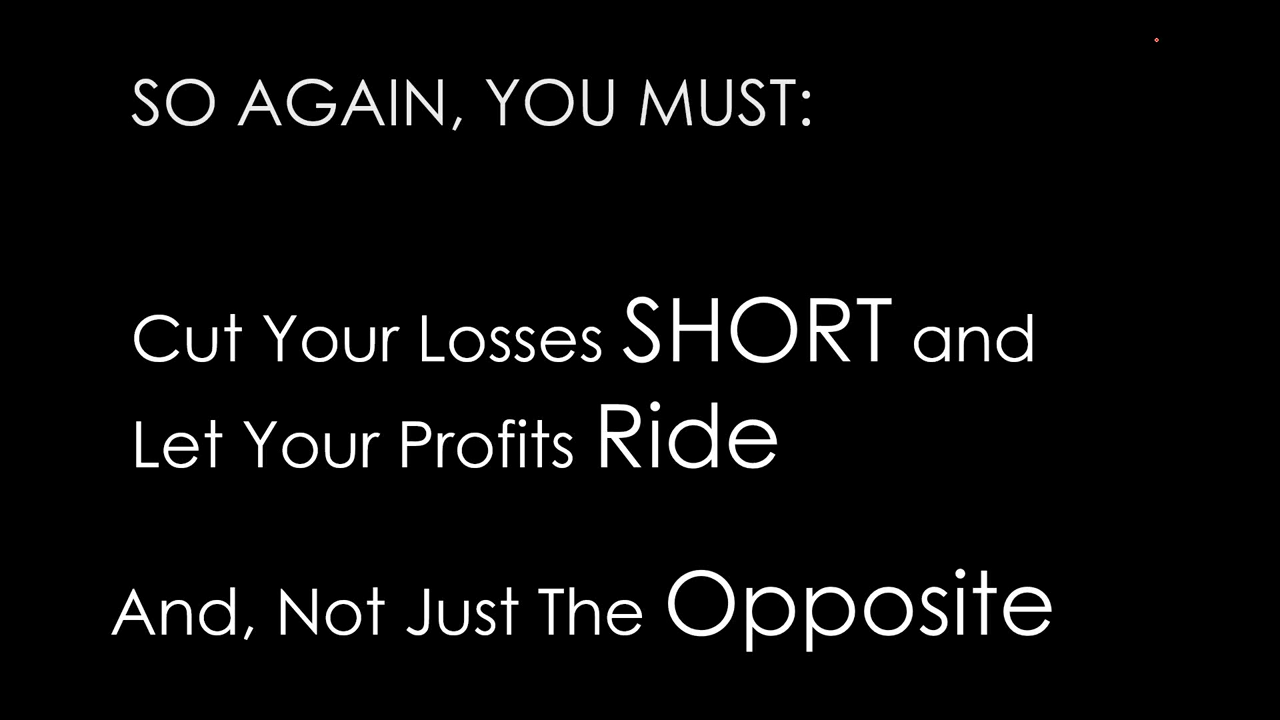 SO AGAIN, YOU MUST:
Cut Your Losses SHORT and
Let Your Profits Ride
And, Not Just The Opposite